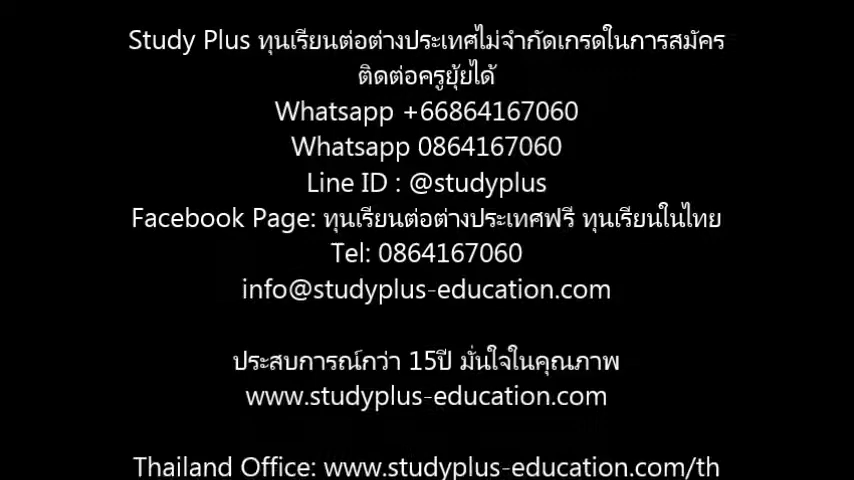 Study Plus ทุนเรียนต่อต่างประเทศไม่จำกัดเกรดในการสมัคร
ติดต่อครูยุ้ยได้
Whatsapp +66864167060
Whatsapp 0864167060
Line ID : @studyplus
Facebook Page: ทุนเรียนต่อต่างประเทศฟรี ทุนเรียนในไทย
Tel: 0864167060
info@studyplus-education.com
ประสบการณ์กว่า 15ปี มั่นใจในคุณภาพ
www.studyplus-education.com
Thailand Office: www.studyplus-education.com/th